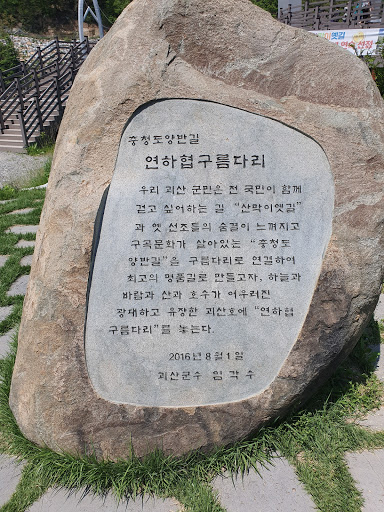 충청도양반길
연하협구름다리
우리 괴산 군민은 전 국민이 함께
걷고 싶어하는 길 "산막이옛길"
과 옛 선조들의 숨결이 느껴지고
구곡문화가 살아있는 "충청도
양반길"을 구름다리로 연결하여
최고의 명품길로 만들고자, 하늘과
바람과 산과 호수가 어우러진
광대하고 유장한 괴산호에 "연하협
구름다리"를 놓는다.
2016년 8월 1일
괴산군수 임각수
옛길